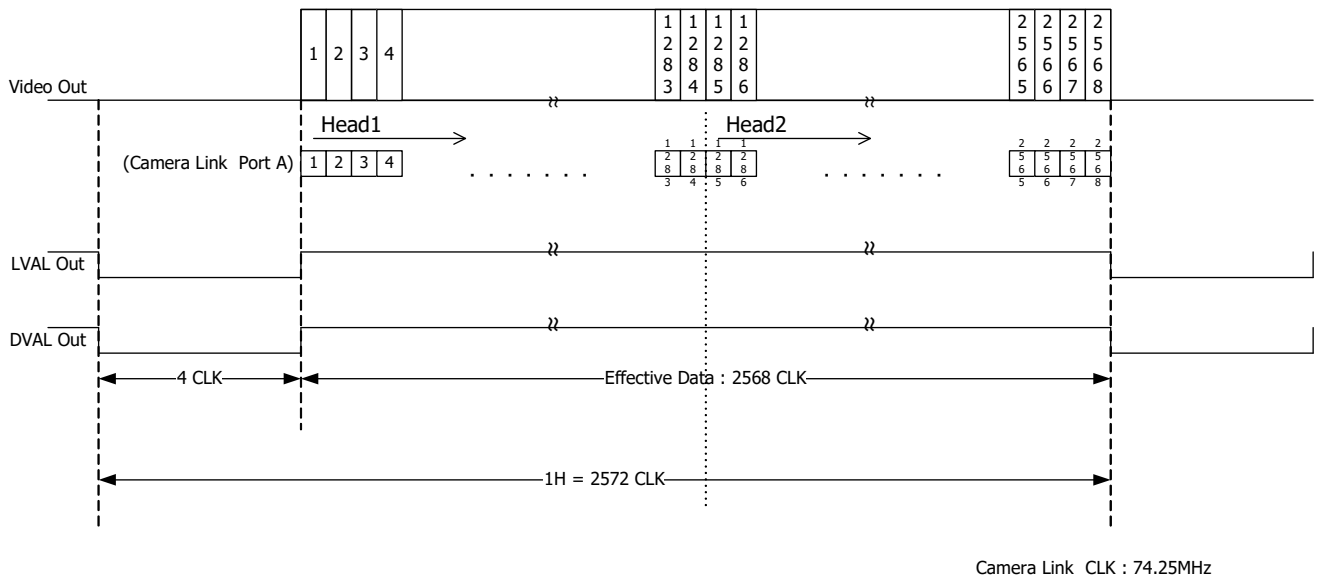 1 2 3 4 1283 1284 1285 1286 2565 2566 2567 2568
Video Out
Head1 Head2
(Camera Link Port A) 1 2 3 4 . . . . . . . 1283 1284 1285 1286 . . . . . . . 2565 2566 2567 2568
LVAL Out
DVAL Out
4 CLK Effective Data : 2568 CLK
1H = 2572 CLK
Camera Link CLK : 74.25MHz